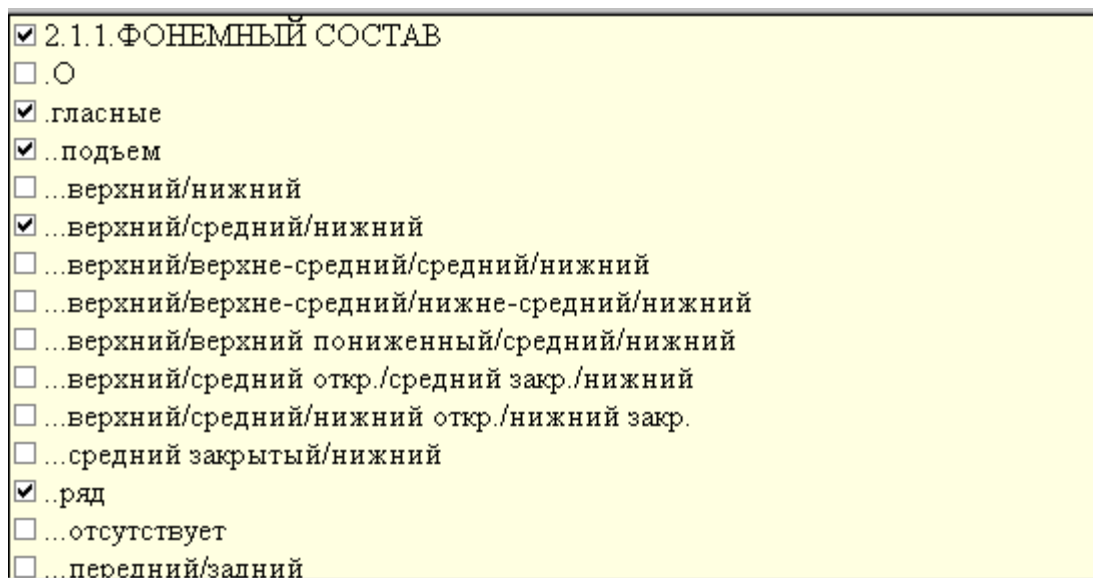 2.1.1.ФОНЕМНЫЙ СОСТАВ
.О
.гласные
..подъем
...верхний/нижний
...верхний/средний/нижний
...верхний/верхне-средний/средний/нижний
...верхний/верхне-средний/нижне-средний/нижний
...верхний/верхний пониженный/средний/нижний
...верхний/средний откр./средний закр./нижний
...верхний/средний/нижний откр./нижний закр.
...средний закрытый/нижний
..ряд
...отсутствует
...передний/задний